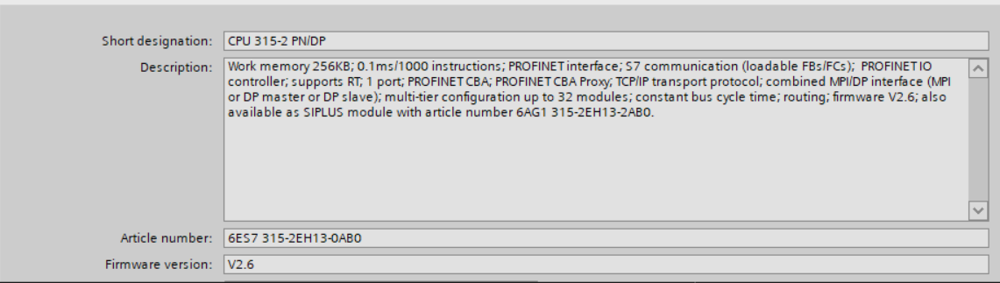 Short designation: CPU 315-2 PN/DP
Description: Work memory 256KB; 0.1ms/1000 instructions; PROFINET interface; S7 communication (loadable FBs/FCs); PROFINET IO
controller; supports RT; 1 port; PROFINET CBA; PROFINET CBA Proxy; TCP/IP transport protocol; combined MPI/DP interface (MPI
or DP master or DP slave); multi-tier configuration up to 32 modules; constant bus cycle time; routing; firmware V2.6; also
available as SIPLUS module with article number 6AG1 315-2EH13-2AB0.
Article number: 6ES7 315-2EH13-0AB0
Firmware version: V2.6